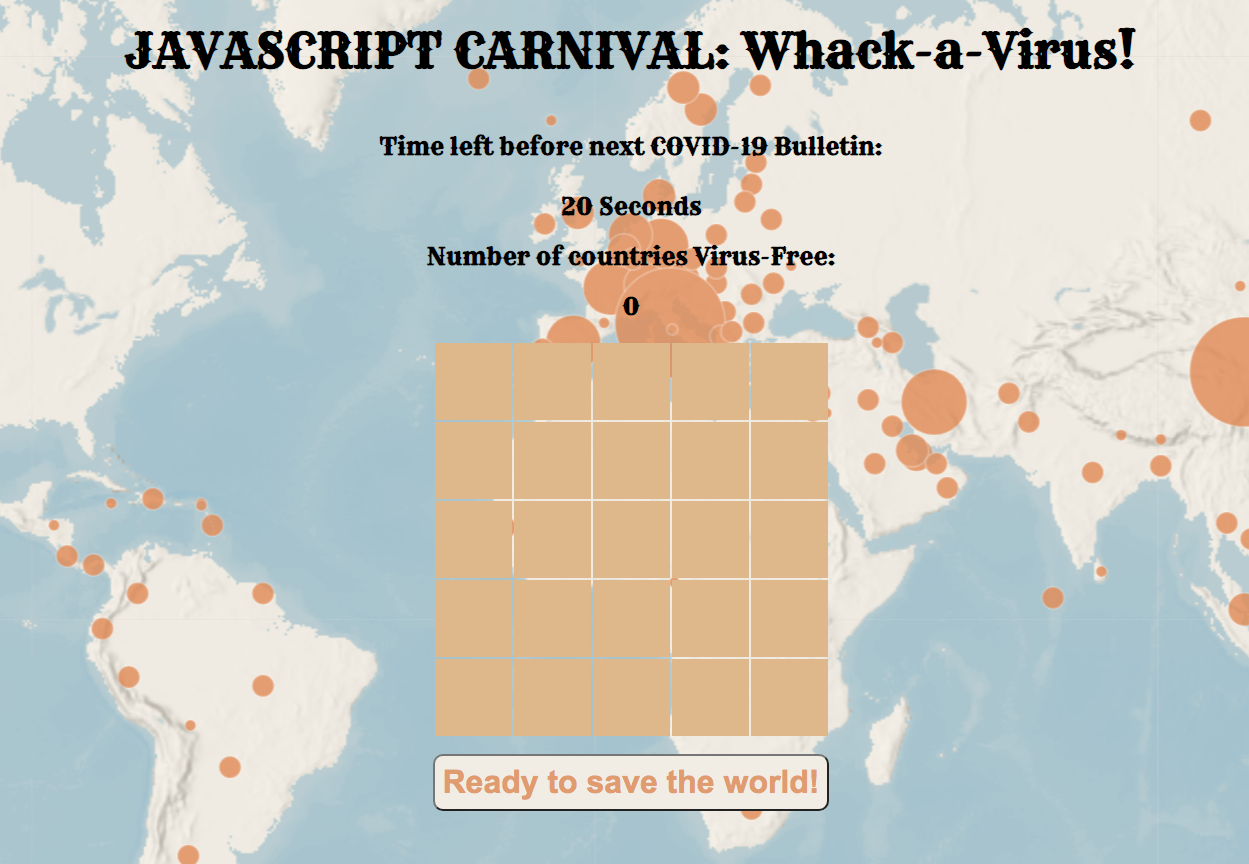 JAVASCRIPT CARNIVAL: Whack-a-Virus!
Time left before next COVID-19 Bulletin:
20 Seconds
Number of countries Virus-Free:
0
Ready to save the world!